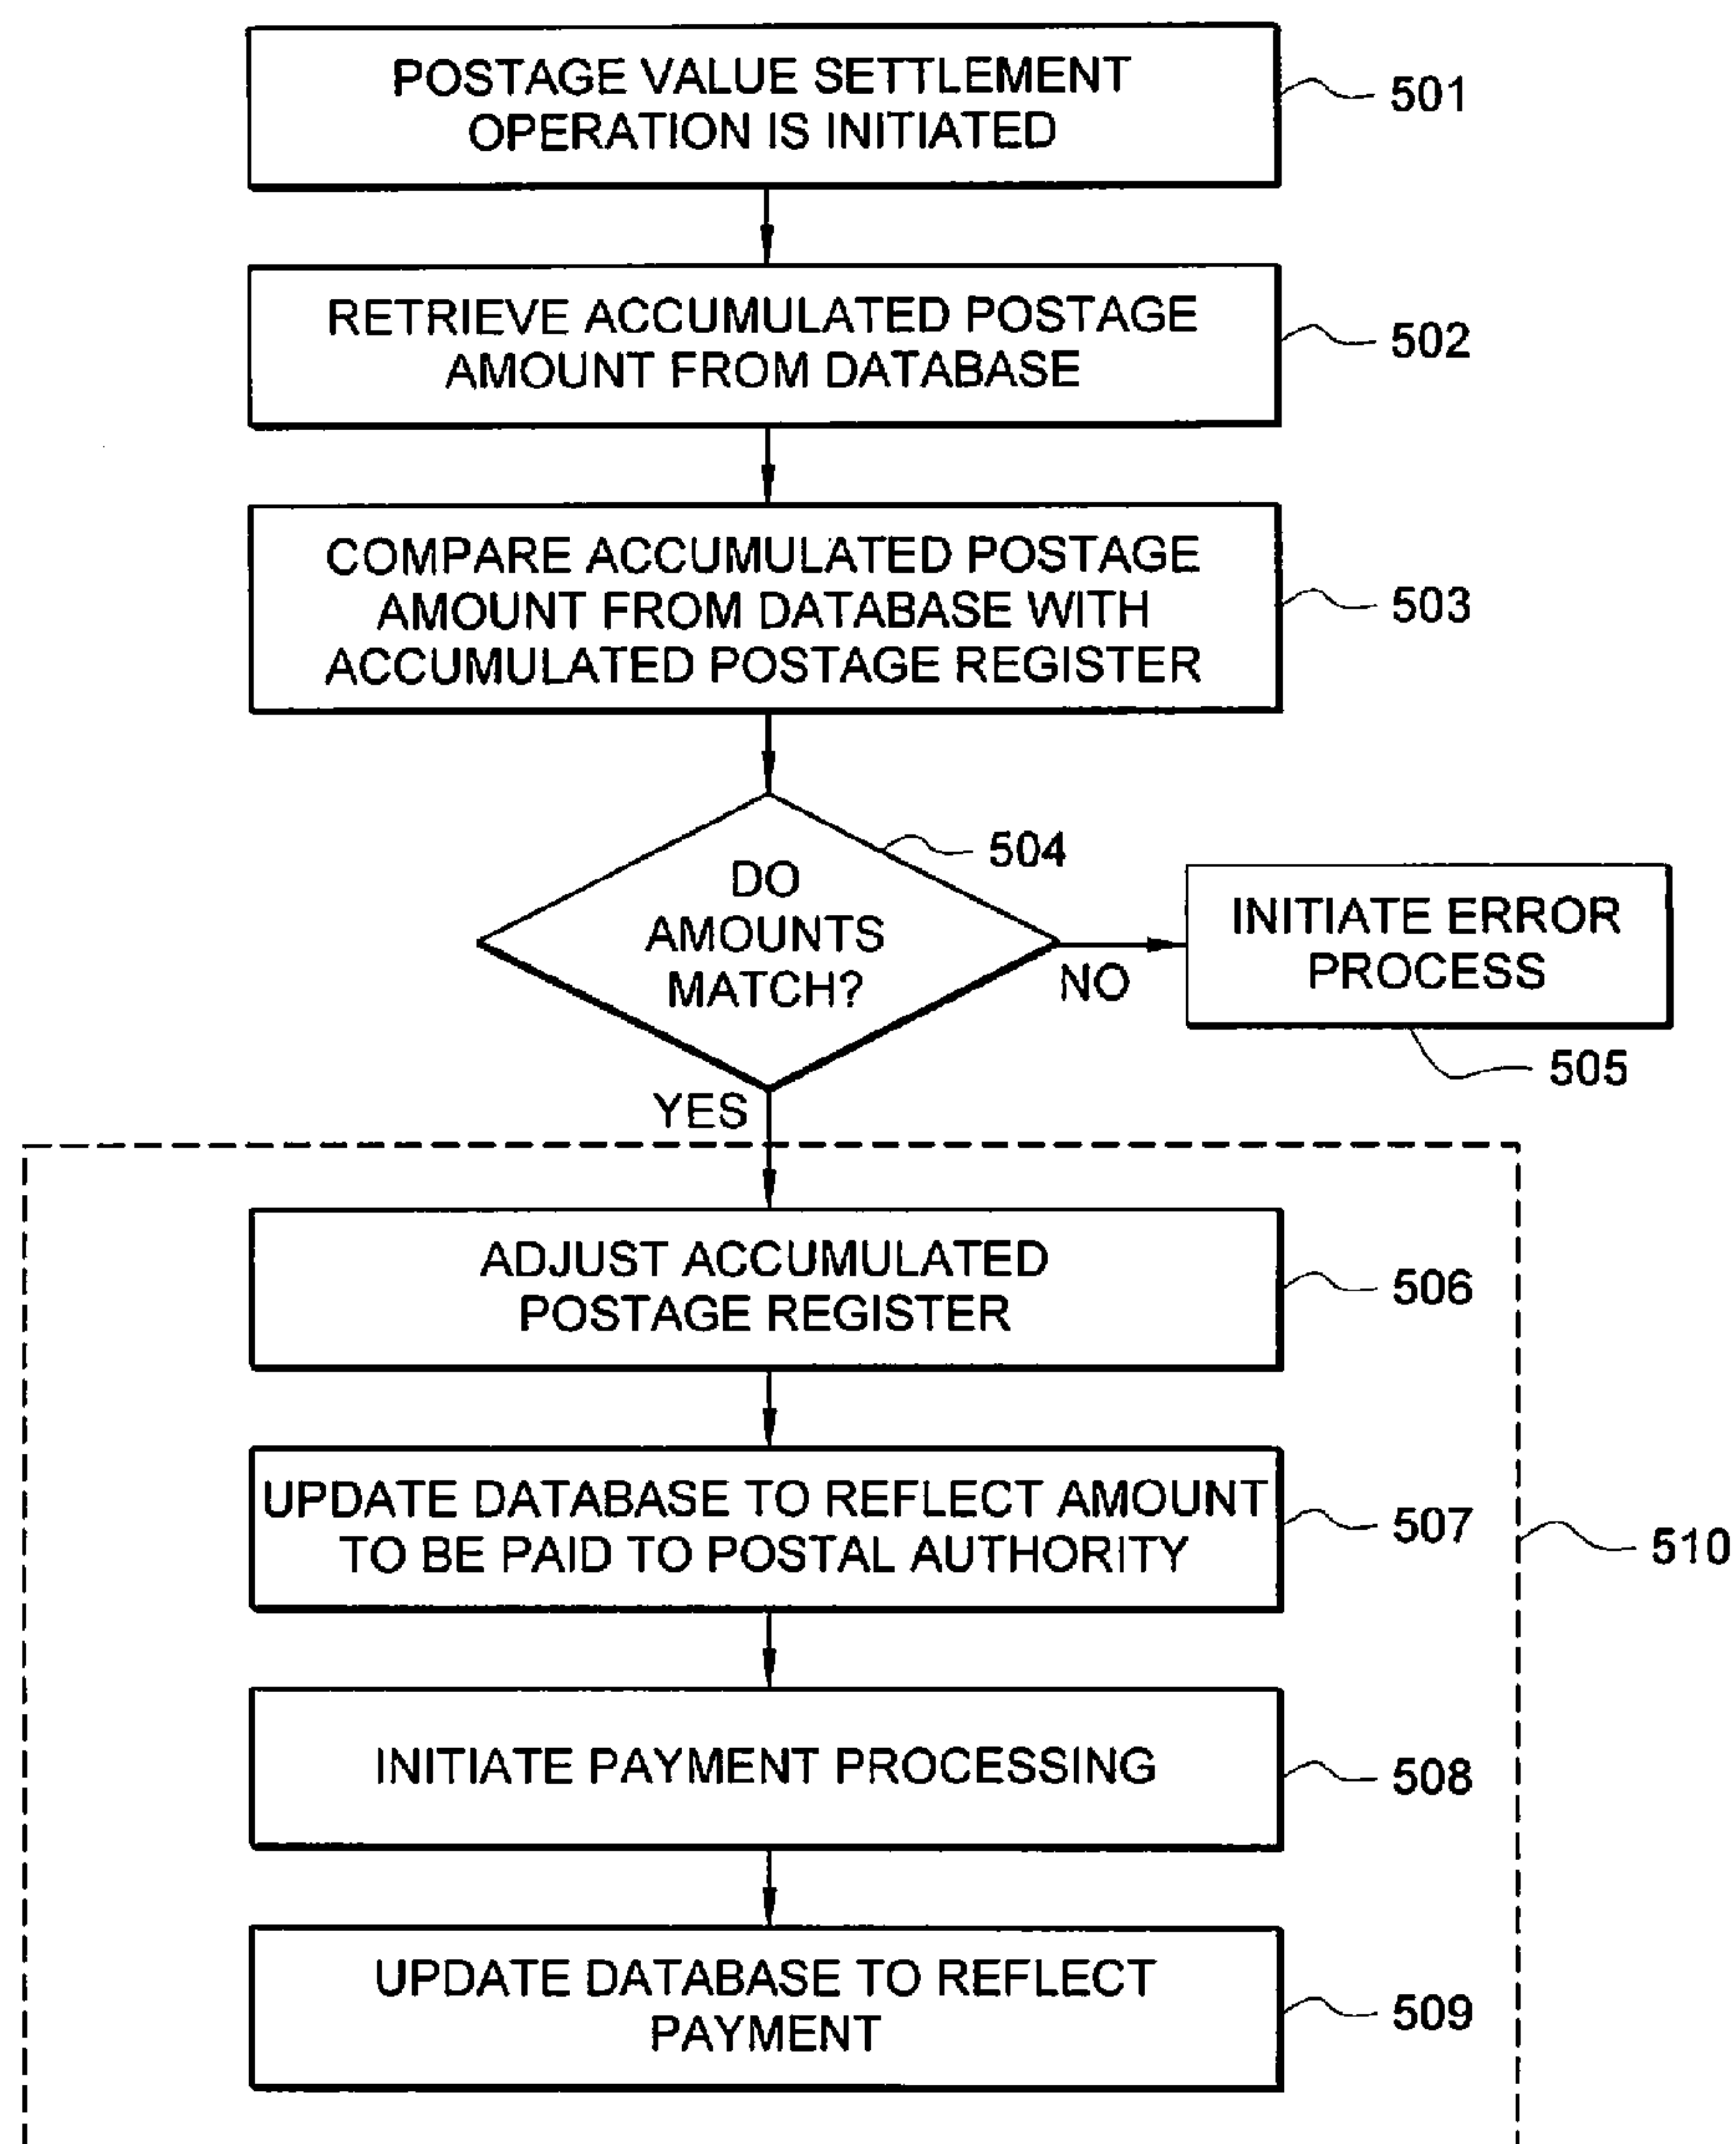 POSTAGE VALUE SETTLEMENT
OPERATION IS INITIATED
501
RETRIEVE ACCUMULATED POSTAGE
AMOUNT FROM DATABASE
502
COMPARE ACCUMULATED POSTAGE
AMOUNT FROM DATABASE WITH
ACCUMULATED POSTAGE REGISTER
503
DO
AMOUNTS
MATCH?
504
NO
INITIATE ERROR
PROCESS
505
YES
ADJUST ACCUMULATED
POSTAGE REGISTER
506
UPDATE DATABASE TO REFLECT AMOUNT
TO BE PAID TO POSTAL AUTHORITY
507
510
INITIATE PAYMENT PROCESSING
508
UPDATE DATABASE TO REFLECT
PAYMENT
509